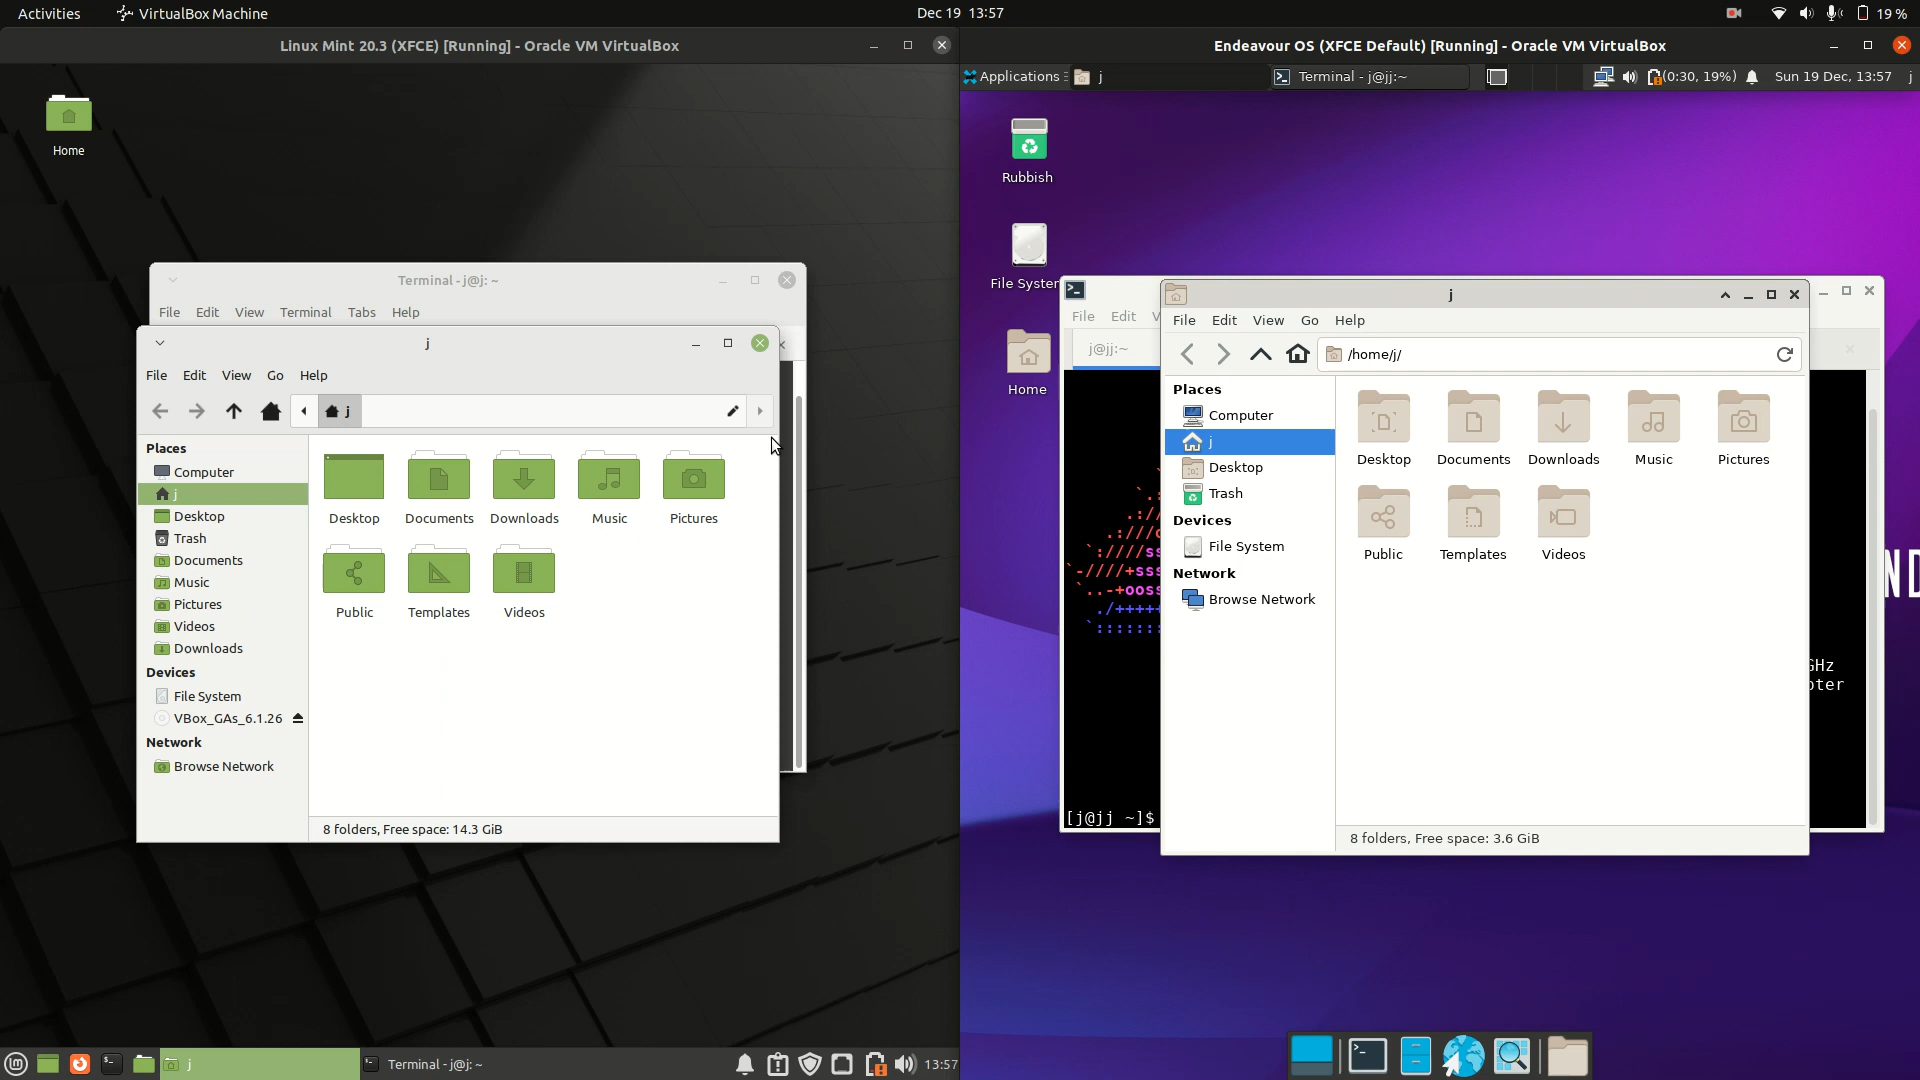 Activities
VirtualBox Machine
Dec 19 13:57
19 %
Linux Mint 20.3 (XFCE) [Running] - Oracle VM VirtualBox
Home
Terminal - j@j: ~
File Edit View Terminal Tabs Help
j
File Edit View Go Help
j
Places
Computer
j
Desktop
Trash
Documents
Music
Pictures
Videos
Downloads
Devices
File System
VBox_GAs_6.1.26
Network
Browse Network
Desktop Documents Downloads Music Pictures
Public Templates Videos
8 folders, Free space: 14.3 GiB
j
Terminal - j@j: ~
13:57
Endeavour OS (XFCE Default) [Running] - Oracle VM VirtualBox
Applications
j
Terminal - j@jj:~
(0:30, 19%)
Sun 19 Dec, 13:57
j
Rubbish
File Syster
Home
File Edit V
j@jj:~
j
File Edit View Go Help
/home/j/
Places
Computer
j
Desktop
Trash
Devices
File System
Network
Browse Network
Desktop Documents Downloads Music Pictures
Public Templates Videos
8 folders, Free space: 3.6 GiB
GHz
pter
[j@jj ~]$
ND